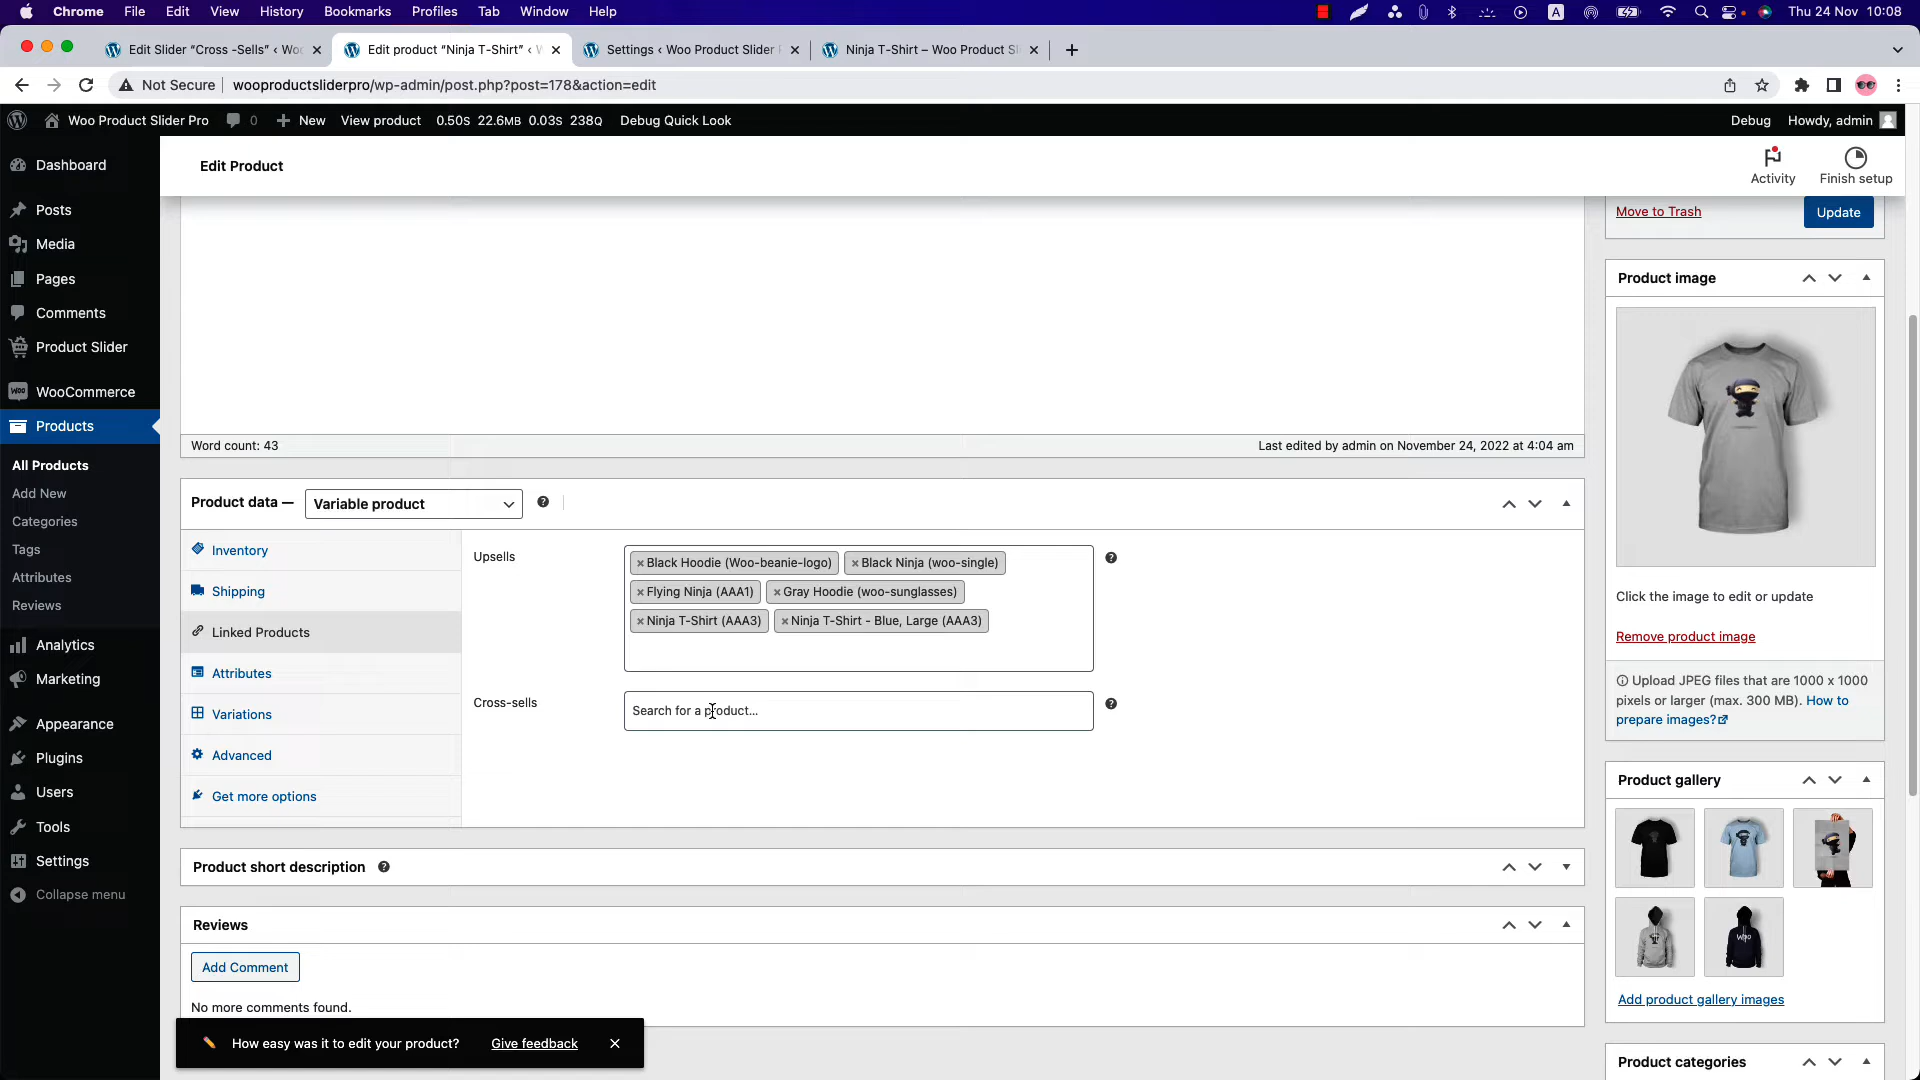 Chrome File Edit View History Bookmarks Profiles Tab Window Help A Thu 24 Nov 10:08
Edit Slider “Cross -Sells” ‹ Woo Edit product “Ninja T-Shirt” ‹ W Settings ‹ Woo Product Slider Ninja T-Shirt – Woo Product Sl
Not Secure wooproductsliderpro/wp-admin/post.php?post=178&action=edit
Woo Product Slider Pro 0 New View product 0.50S 22.6MB 0.03S 238Q Debug Quick Look Debug Howdy, admin
Edit Product
Activity
Finish setup
Dashboard
Posts
Media
Pages
Comments
Product Slider
WooCommerce
Products
All Products
Add New
Categories
Tags
Attributes
Reviews
Analytics
Marketing
Appearance
Plugins
Users
Tools
Settings
Collapse menu
Word count: 43
Last edited by admin on November 24, 2022 at 4:04 am
Product data —
Variable product
Inventory
Shipping
Linked Products
Attributes
Variations
Advanced
Get more options
Upsells
×Black Hoodie (Woo-beanie-logo) ×Black Ninja (woo-single)
×Flying Ninja (AAA1) ×Gray Hoodie (woo-sunglasses)
×Ninja T-Shirt (AAA3) ×Ninja T-Shirt - Blue, Large (AAA3)
Cross-sells
Search for a product...
Product short description
Reviews
Add Comment
No more comments found.
How easy was it to edit your product? Give feedback
Move to Trash
Update
Product image
Click the image to edit or update
Remove product image
Upload JPEG files that are 1000 x 1000
pixels or larger (max. 300 MB). How to
prepare images?
Product gallery
Add product gallery images
Product categories